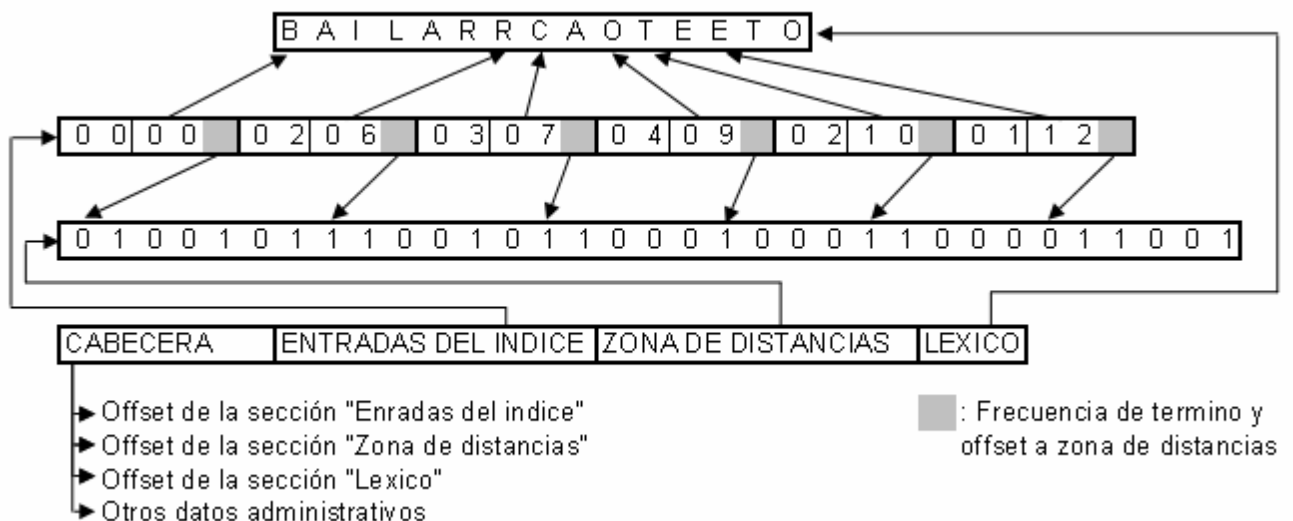 B A I L A R R C A O T E E T O
0 0 0 0 0 2 0 6 0 3 0 7 0 4 0 9 0 2 1 0 0 1 1 2
0 1 0 0 1 0 1 1 1 0 0 1 0 1 1 0 0 0 1 0 0 0 1 1 0 0 0 0 1 1 0 0 1
CABECERA ENTRADAS DEL INDICE ZONA DE DISTANCIAS LEXICO
Offset de la sección "Enradas del indice"
Offset de la sección "Zona de distancias"
Offset de la sección "Lexico"
Otros datos administrativos
: Frecuencia de termino y
offset a zona de distancias